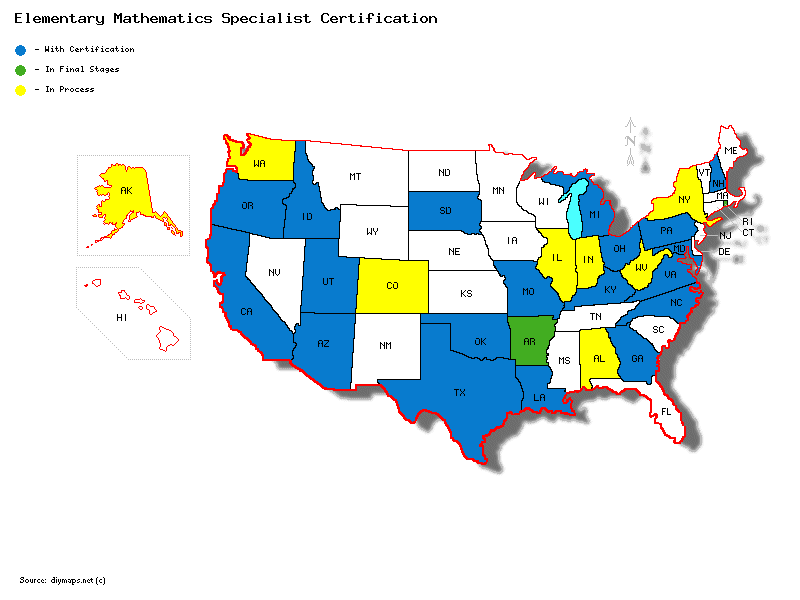 Elementary Mathematics Specialist Certification
- With Certification
- In Final Stages
- In Process
N
ME
WA
VT
MT
ND
AK
MN
NH
OR
MA
NY
ID
SD
WI
MI
RI
WY
PA
CT
NJ
IA
OH
MD
NE
DE
IL
IN
NV
WV
UT
VA
CO
KY
MO
KS
NC
CA
HI
TN
SC
OK
AR
AZ
NM
MS
AL
GA
TX
LA
FL
Source: diymaps.net (c)